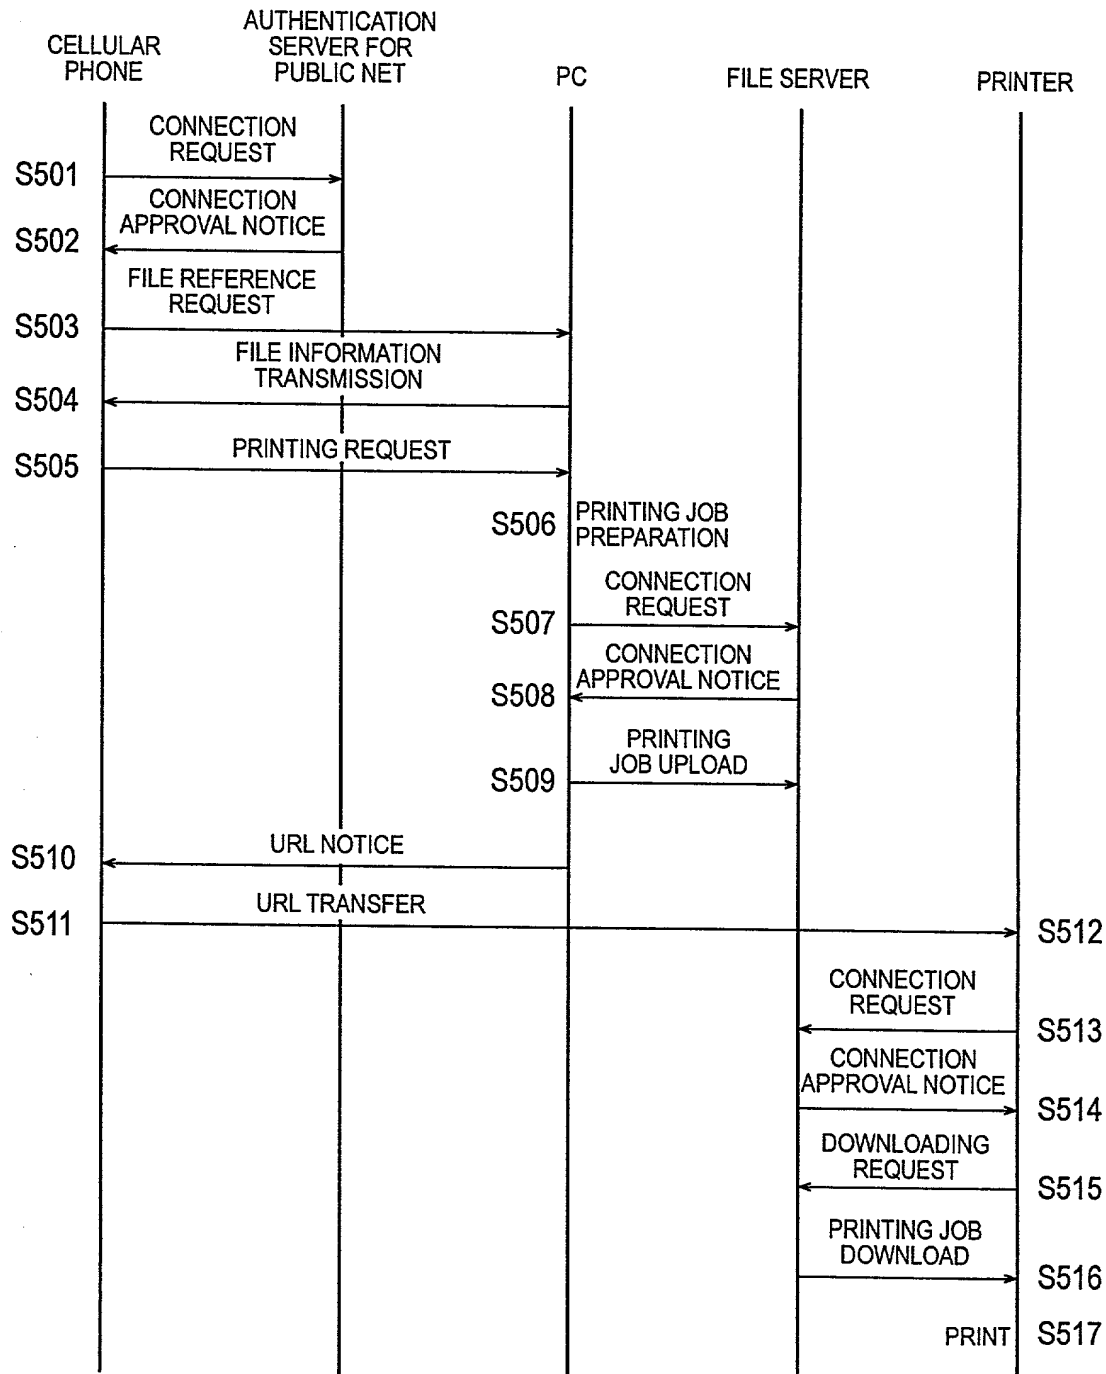 CELLULAR
PHONE
AUTHENTICATION
SERVER FOR
PUBLIC NET
PC
FILE SERVER
PRINTER
CONNECTION
REQUEST
S501
CONNECTION
APPROVAL NOTICE
S502
FILE REFERENCE
REQUEST
S503
FILE INFORMATION
TRANSMISSION
S504
PRINTING REQUEST
S505
S506
PRINTING JOB
PREPARATION
CONNECTION
REQUEST
S507
CONNECTION
APPROVAL NOTICE
S508
PRINTING
JOB UPLOAD
S509
URL NOTICE
S510
URL TRANSFER
S511
S512
CONNECTION
REQUEST
S513
CONNECTION
APPROVAL NOTICE
S514
DOWNLOADING
REQUEST
S515
PRINTING JOB
DOWNLOAD
S516
PRINT
S517